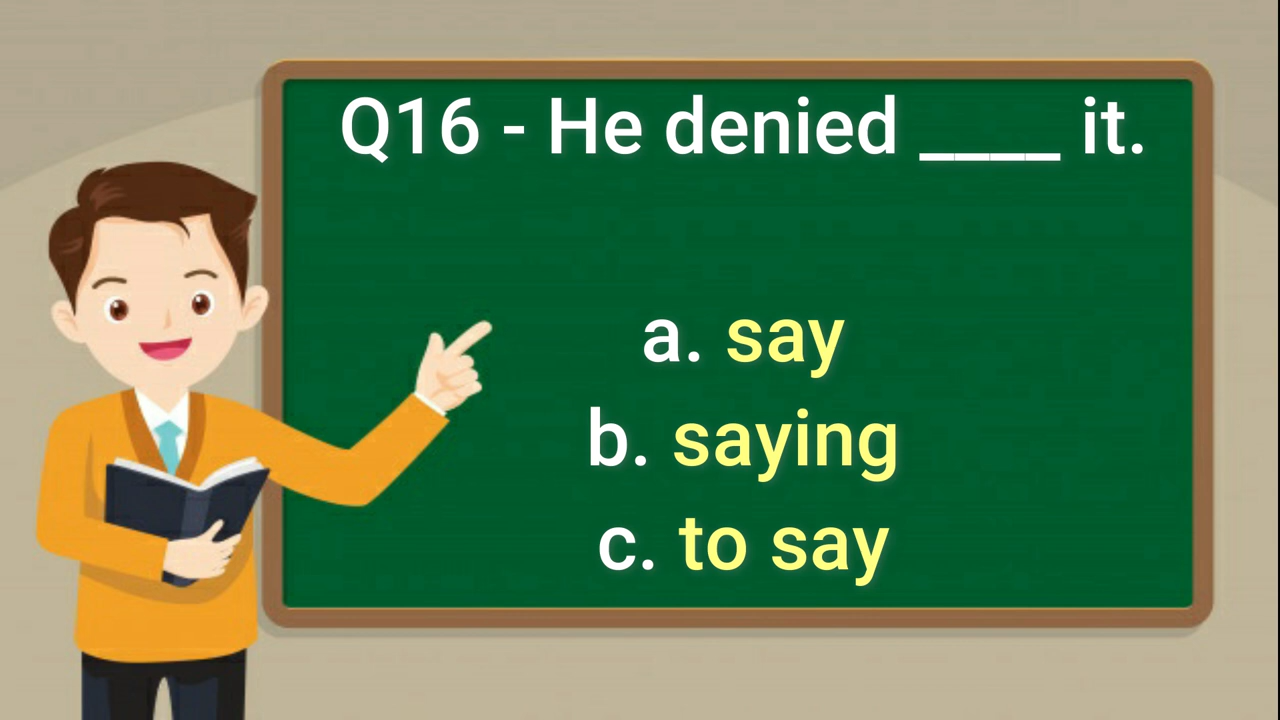 Q16 - He denied ____ it.
a. say
b. saying
c. to say